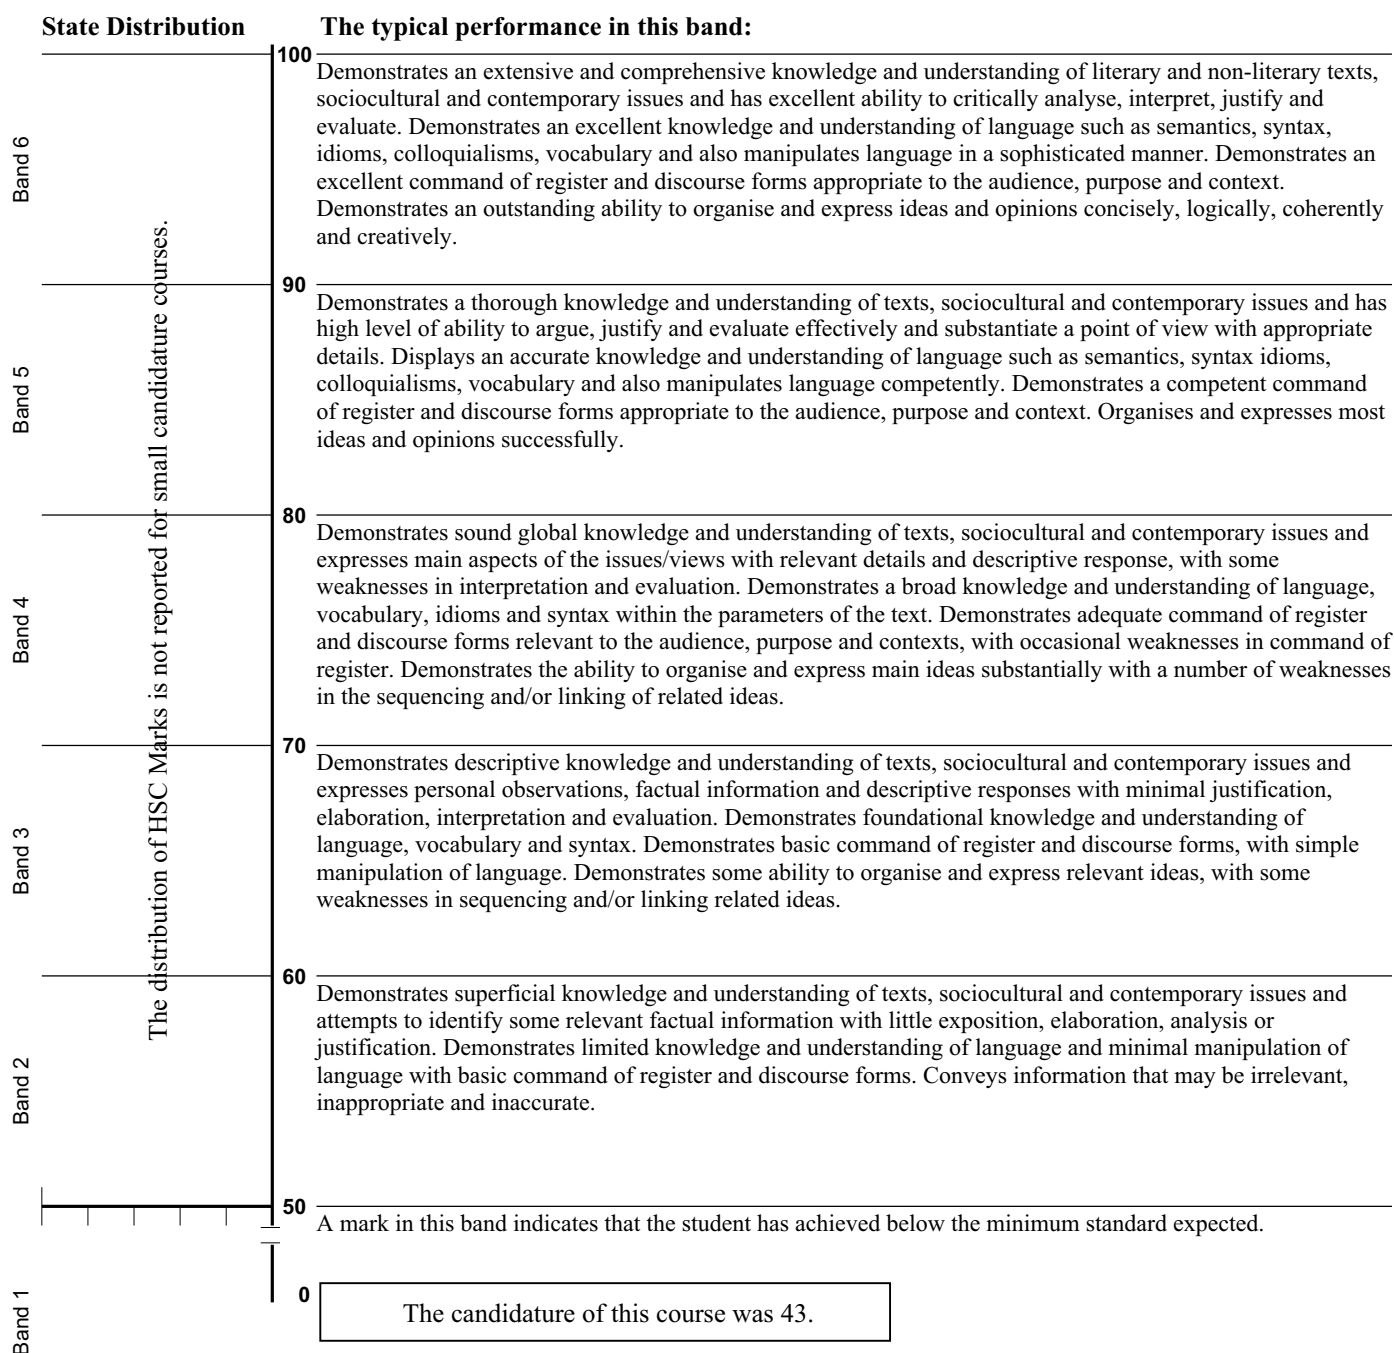 State Distribution
The typical performance in this band:
100
Band 6
Demonstrates an extensive and comprehensive knowledge and understanding of literary and non-literary texts,
sociocultural and contemporary issues and has excellent ability to critically analyse, interpret, justify and
evaluate. Demonstrates an excellent knowledge and understanding of language such as semantics, syntax,
idioms, colloquialisms, vocabulary and also manipulates language in a sophisticated manner. Demonstrates an
excellent command of register and discourse forms appropriate to the audience, purpose and context.
Demonstrates an outstanding ability to organise and express ideas and opinions concisely, logically, coherently
and creatively.
The distribution of HSC Marks is not reported for small candidature courses.
90
Band 5
Demonstrates a thorough knowledge and understanding of texts, sociocultural and contemporary issues and has
high level of ability to argue, justify and evaluate effectively and substantiate a point of view with appropriate
details. Displays an accurate knowledge and understanding of language such as semantics, syntax idioms,
colloquialisms, vocabulary and also manipulates language competently. Demonstrates a competent command
of register and discourse forms appropriate to the audience, purpose and context. Organises and expresses most
ideas and opinions successfully.
80
Band 4
Demonstrates sound global knowledge and understanding of texts, sociocultural and contemporary issues and
expresses main aspects of the issues/views with relevant details and descriptive response, with some
weaknesses in interpretation and evaluation. Demonstrates a broad knowledge and understanding of language,
vocabulary, idioms and syntax within the parameters of the text. Demonstrates adequate command of register
and discourse forms relevant to the audience, purpose and contexts, with occasional weaknesses in command of
register. Demonstrates the ability to organise and express main ideas substantially with a number of weaknesses
in the sequencing and/or linking of related ideas.
70
Band 3
Demonstrates descriptive knowledge and understanding of texts, sociocultural and contemporary issues and
expresses personal observations, factual information and descriptive responses with minimal justification,
elaboration, interpretation and evaluation. Demonstrates foundational knowledge and understanding of
language, vocabulary and syntax. Demonstrates basic command of register and discourse forms, with simple
manipulation of language. Demonstrates some ability to organise and express relevant ideas, with some
weaknesses in sequencing and/or linking related ideas.
60
Band 2
Demonstrates superficial knowledge and understanding of texts, sociocultural and contemporary issues and
attempts to identify some relevant factual information with little exposition, elaboration, analysis or
justification. Demonstrates limited knowledge and understanding of language and minimal manipulation of
language with basic command of register and discourse forms. Conveys information that may be irrelevant,
inappropriate and inaccurate.
50
Band 1
A mark in this band indicates that the student has achieved below the minimum standard expected.
0
The candidature of this course was 43.